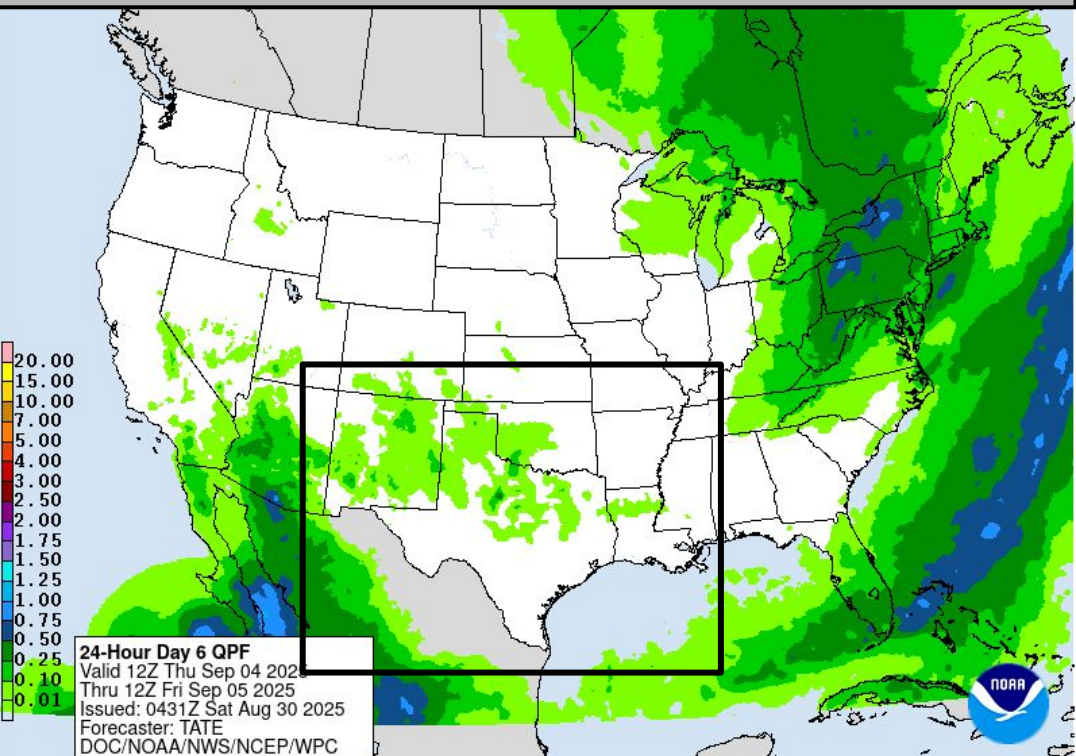 20.00
15.00
10.00
7.00
5.00
4.00
3.00
2.50
2.00
1.75
1.50
1.25
1.00
0.75
0.50
0.25
0.10
0.01
24-Hour Day 6 QPF
Valid 12Z Thu Sep 04 2025
Thru 12Z Fri Sep 05 2025
Issued: 0431Z Sat Aug 30 2025
Forecaster: TATE
DOC/NOAA/NWS/NCEP/WPC
NOAA